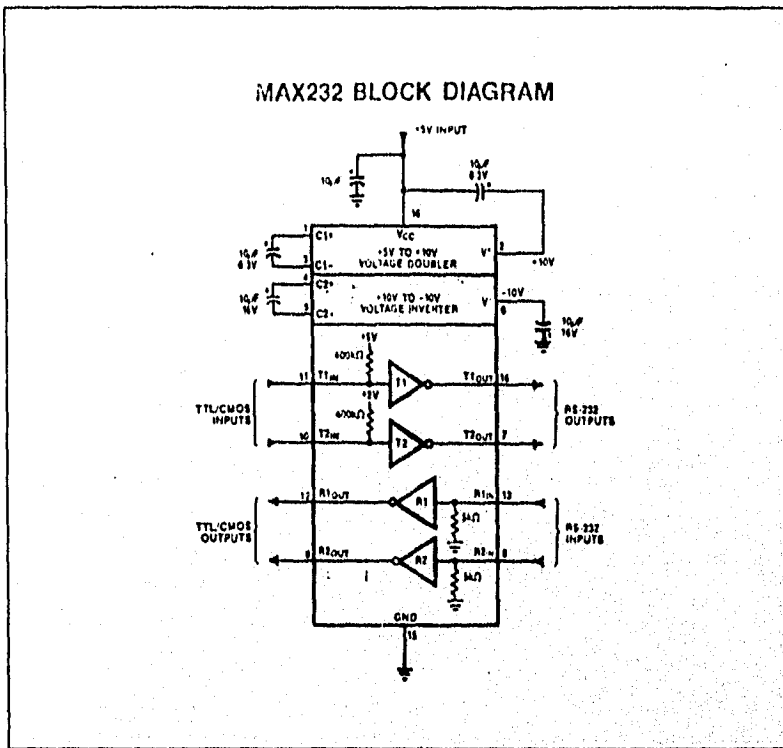 MAX232 BLOCK DIAGRAM
+5V INPUT
10µF
10µF
6.3V
16
VCC
1
C1+
+5V TO +10V
VOLTAGE DOUBLER
V+
2
+10V
10µF
6.3V
3
C1-
4
C2+
+10V TO -10V
VOLTAGE INVERTER
V-
-10V
6
10µF
16V
5
C2+
10µF
16V
+5V
400kΩ
11
T1IN
T1
T1OUT
+5V
400kΩ
10
T2IN
T2
T2OUT
7
TTL/CMOS
INPUTS
RS-232
OUTPUTS
12
R1OUT
R1
R1IN
13
5kΩ
R2OUT
R2
R2IN
5kΩ
TTL/CMOS
OUTPUTS
RS-232
INPUTS
GND
15